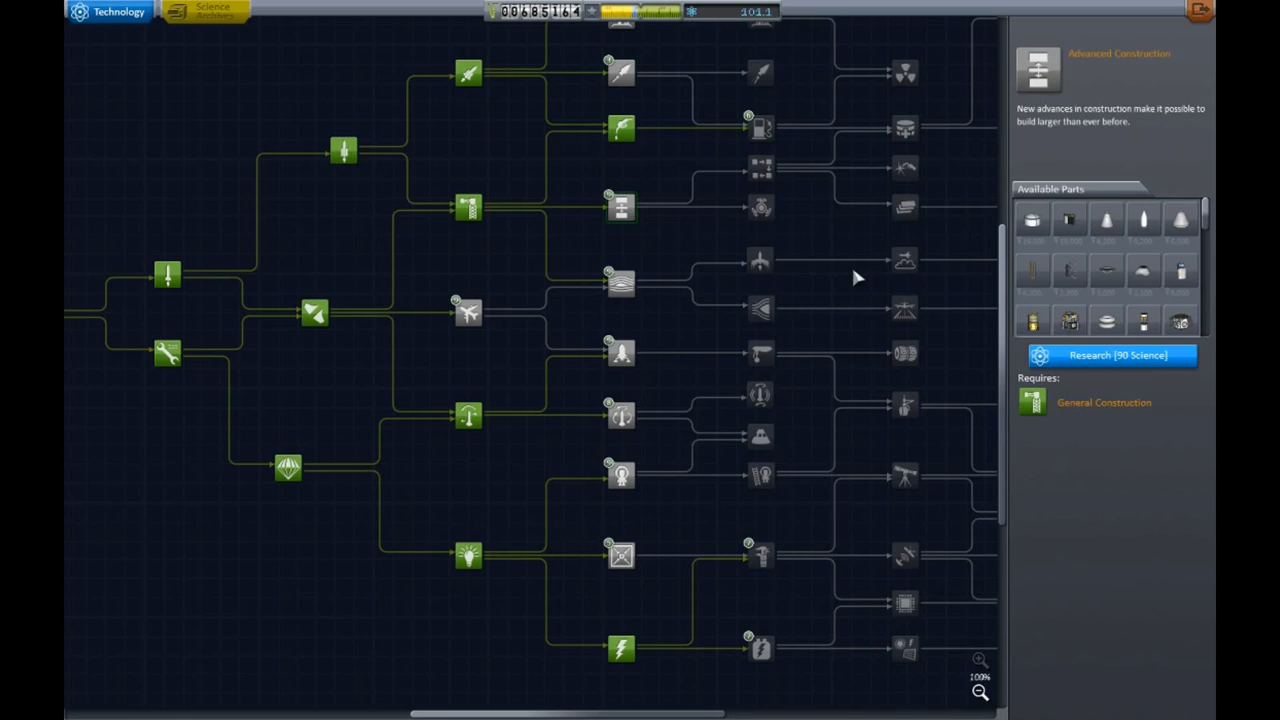 Technology
Science
Archives
00685164
101.1
Advanced Construction
New advances in construction make it possible to
build larger than ever before.
Available Parts
Research [90 Science]
Requires:
General Construction
100%